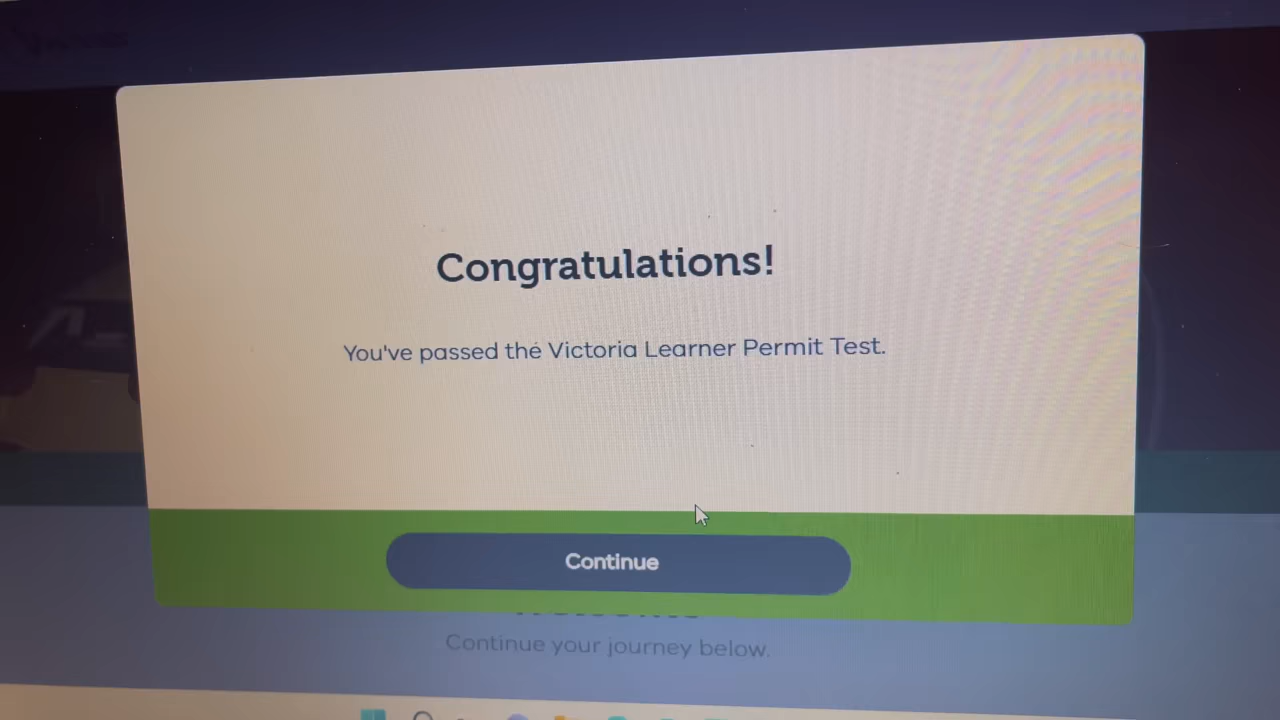 Congratulations!
You've passed the Victoria Learner Permit Test.
Continue
Continue your journey below.